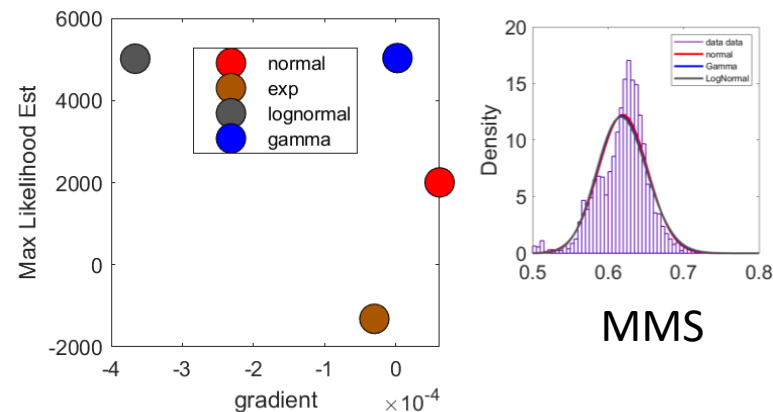 6000
4000
2000
0
-2000
Max Likelihood Est
normal
exp
lognormal
gamma
-4 -3 -2 -1 0
gradient
×10⁻⁴
20
15
10
5
0
Density
data data
normal
Gamma
LogNormal
0.5 0.6 0.7 0.8
MMS